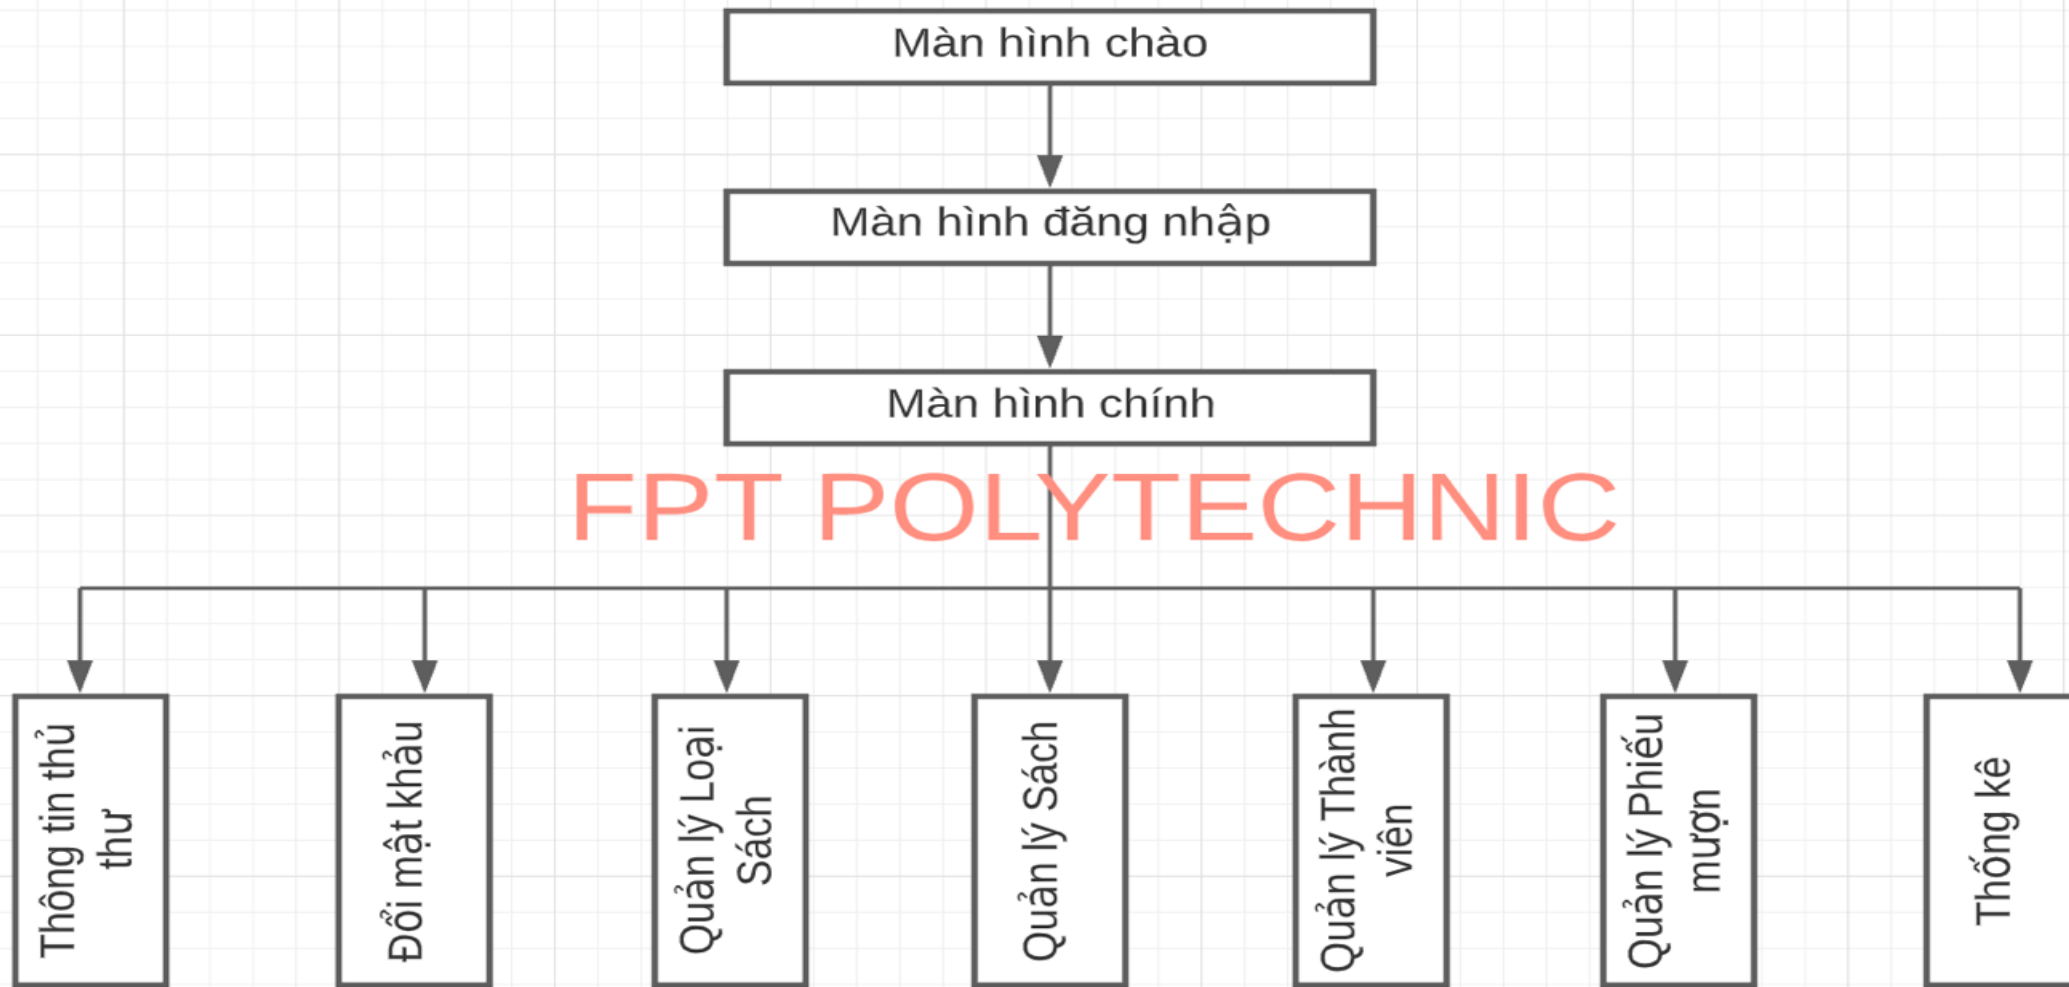 Màn hình chào
Màn hình đăng nhập
Màn hình chính
FPT POLYTECHNIC
Thông tin thủ
thư
Đổi mật khẩu
Quản lý Loại
Sách
Quản lý Sách
Quản lý Thành
viên
Quản lý Phiếu
mượn
Thống kê